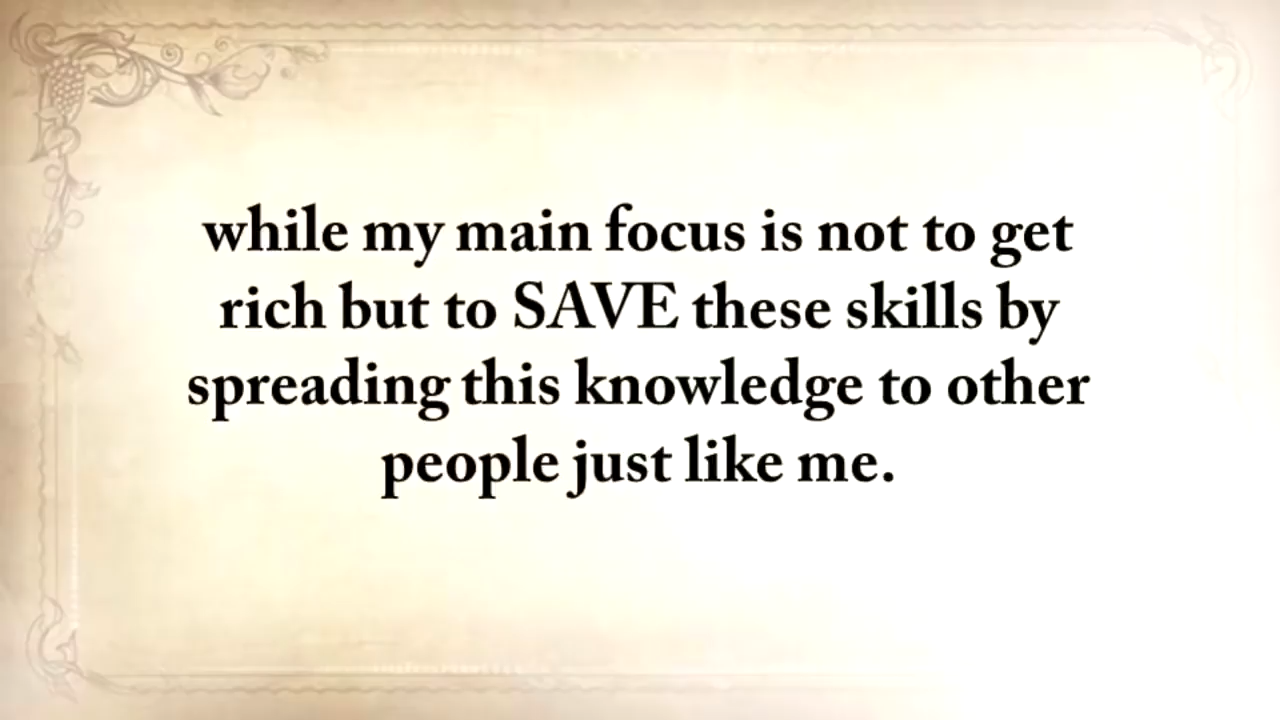 while my main focus is not to get
rich but to SAVE these skills by
spreading this knowledge to other
people just like me.